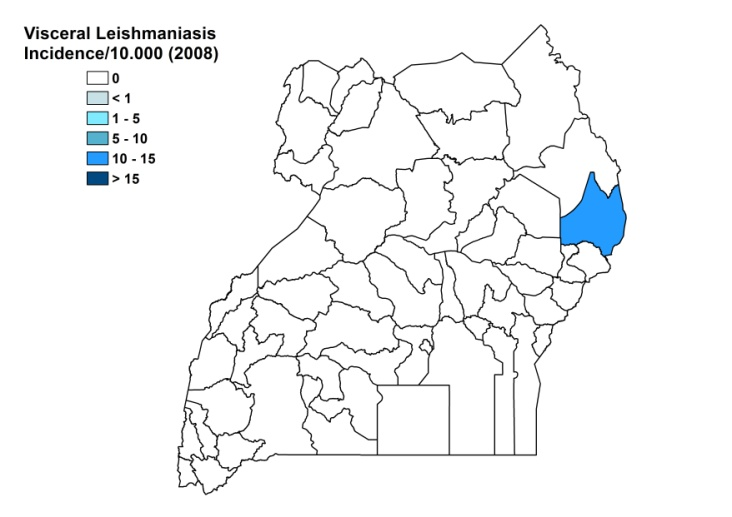 Visceral Leishmaniasis
Incidence/10.000 (2008)
0
< 1
1 - 5
5 - 10
10 - 15
> 15